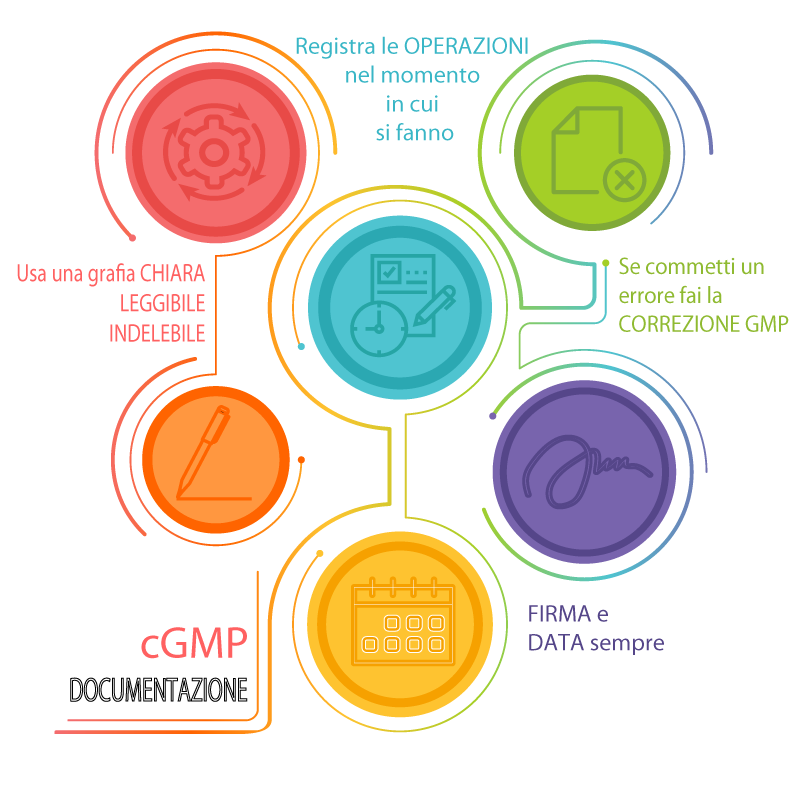 Registra le OPERAZIONI
nel momento
in cui
si fanno
Usa una grafia CHIARA
LEGGIBILE
INDELEBILE
Se commetti un
errore fai la
CORREZIONE GMP
FIRMA e
DATA sempre
cGMP
DOCUMENTAZIONE